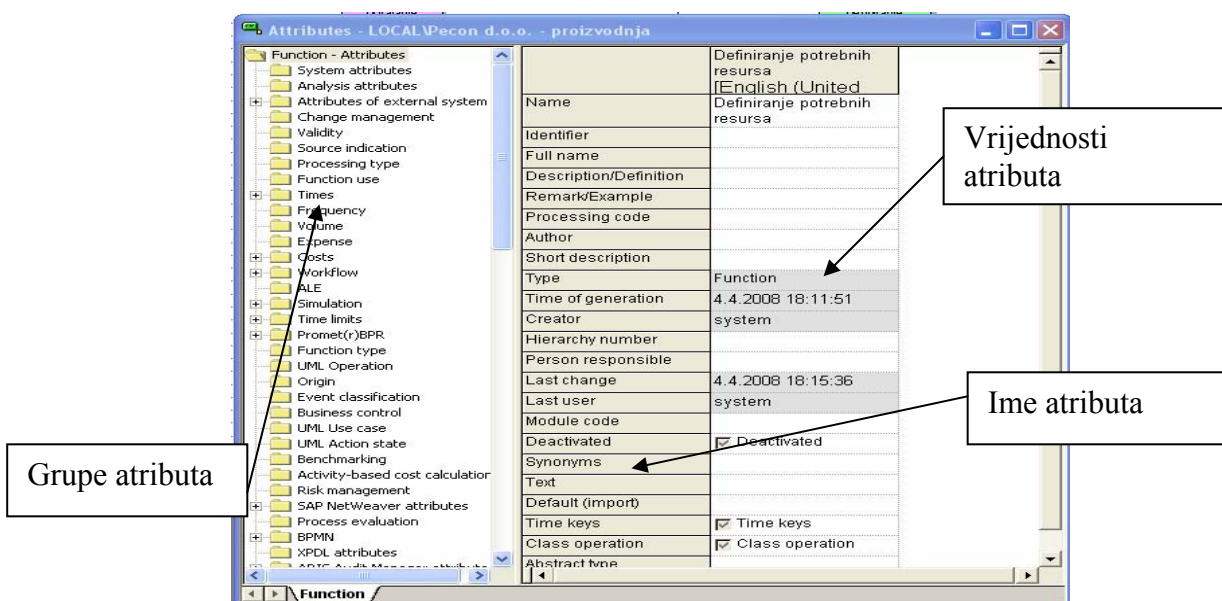 Attributes - LOCAL\Pecon d.o.o. - proizvodnja
Function - Attributes
System attributes
Analysis attributes
Attributes of external system
Change management
Validity
Source indication
Processing type
Function use
Times
Frequency
Volume
Expense
Costs
Workflow
ALE
Simulation
Time limits
Promet(r)BPR
Function type
UML Operation
Origin
Event classification
Business control
UML Use case
UML Action state
Benchmarking
Activity-based cost calculation
Risk management
SAP NetWeaver attributes
Process evaluation
BPMN
XPDL attributes
Function
Definiranje potrebnih
resursa
[English (United
Name Definiranje potrebnih
resursa
Identifier
Full name
Description/Definition
Remark/Example
Processing code
Author
Short description
Type Function
Time of generation 4.4.2008 18:11:51
Creator system
Hierarchy number
Person responsible
Last change 4.4.2008 18:15:36
Last user system
Module code
Deactivated Deactivated
Synonyms
Text
Default (import)
Time keys Time keys
Class operation Class operation
Abstract type
Vrijednosti
atributa
Ime atributa
Grupe atributa